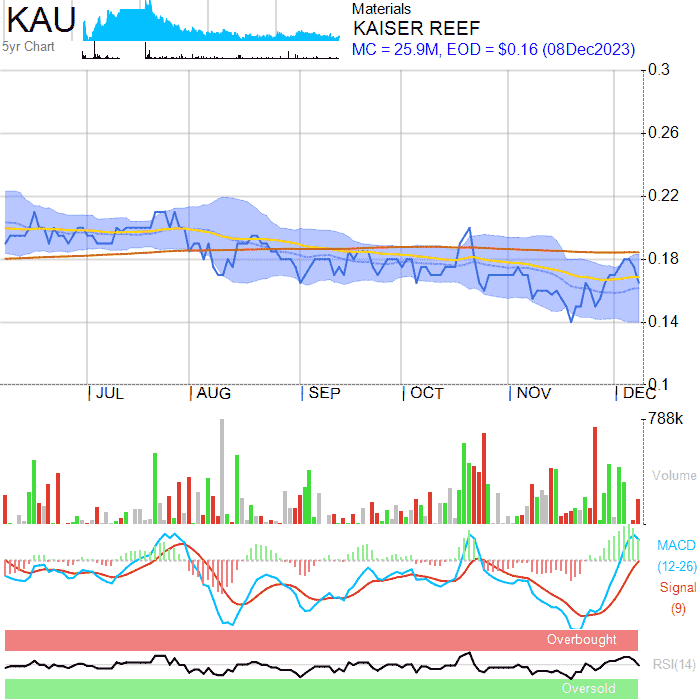 KAU
5yr Chart
Materials
KAISER REEF
MC = 25.9M, EOD = $0.16 (08Dec2023)
0.3
0.26
0.22
0.18
0.14
0.1
JUL AUG SEP OCT NOV DEC
788k
Volume
MACD
(12-26)
Signal
(9)
Overbought
RSI(14)
Oversold